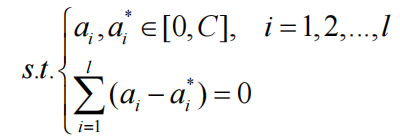 s.t. { a_i, a_i^* ∈ [0, C], i = 1, 2, ..., l
∑_{i=1}^{l} (a_i − a_i^*) = 0